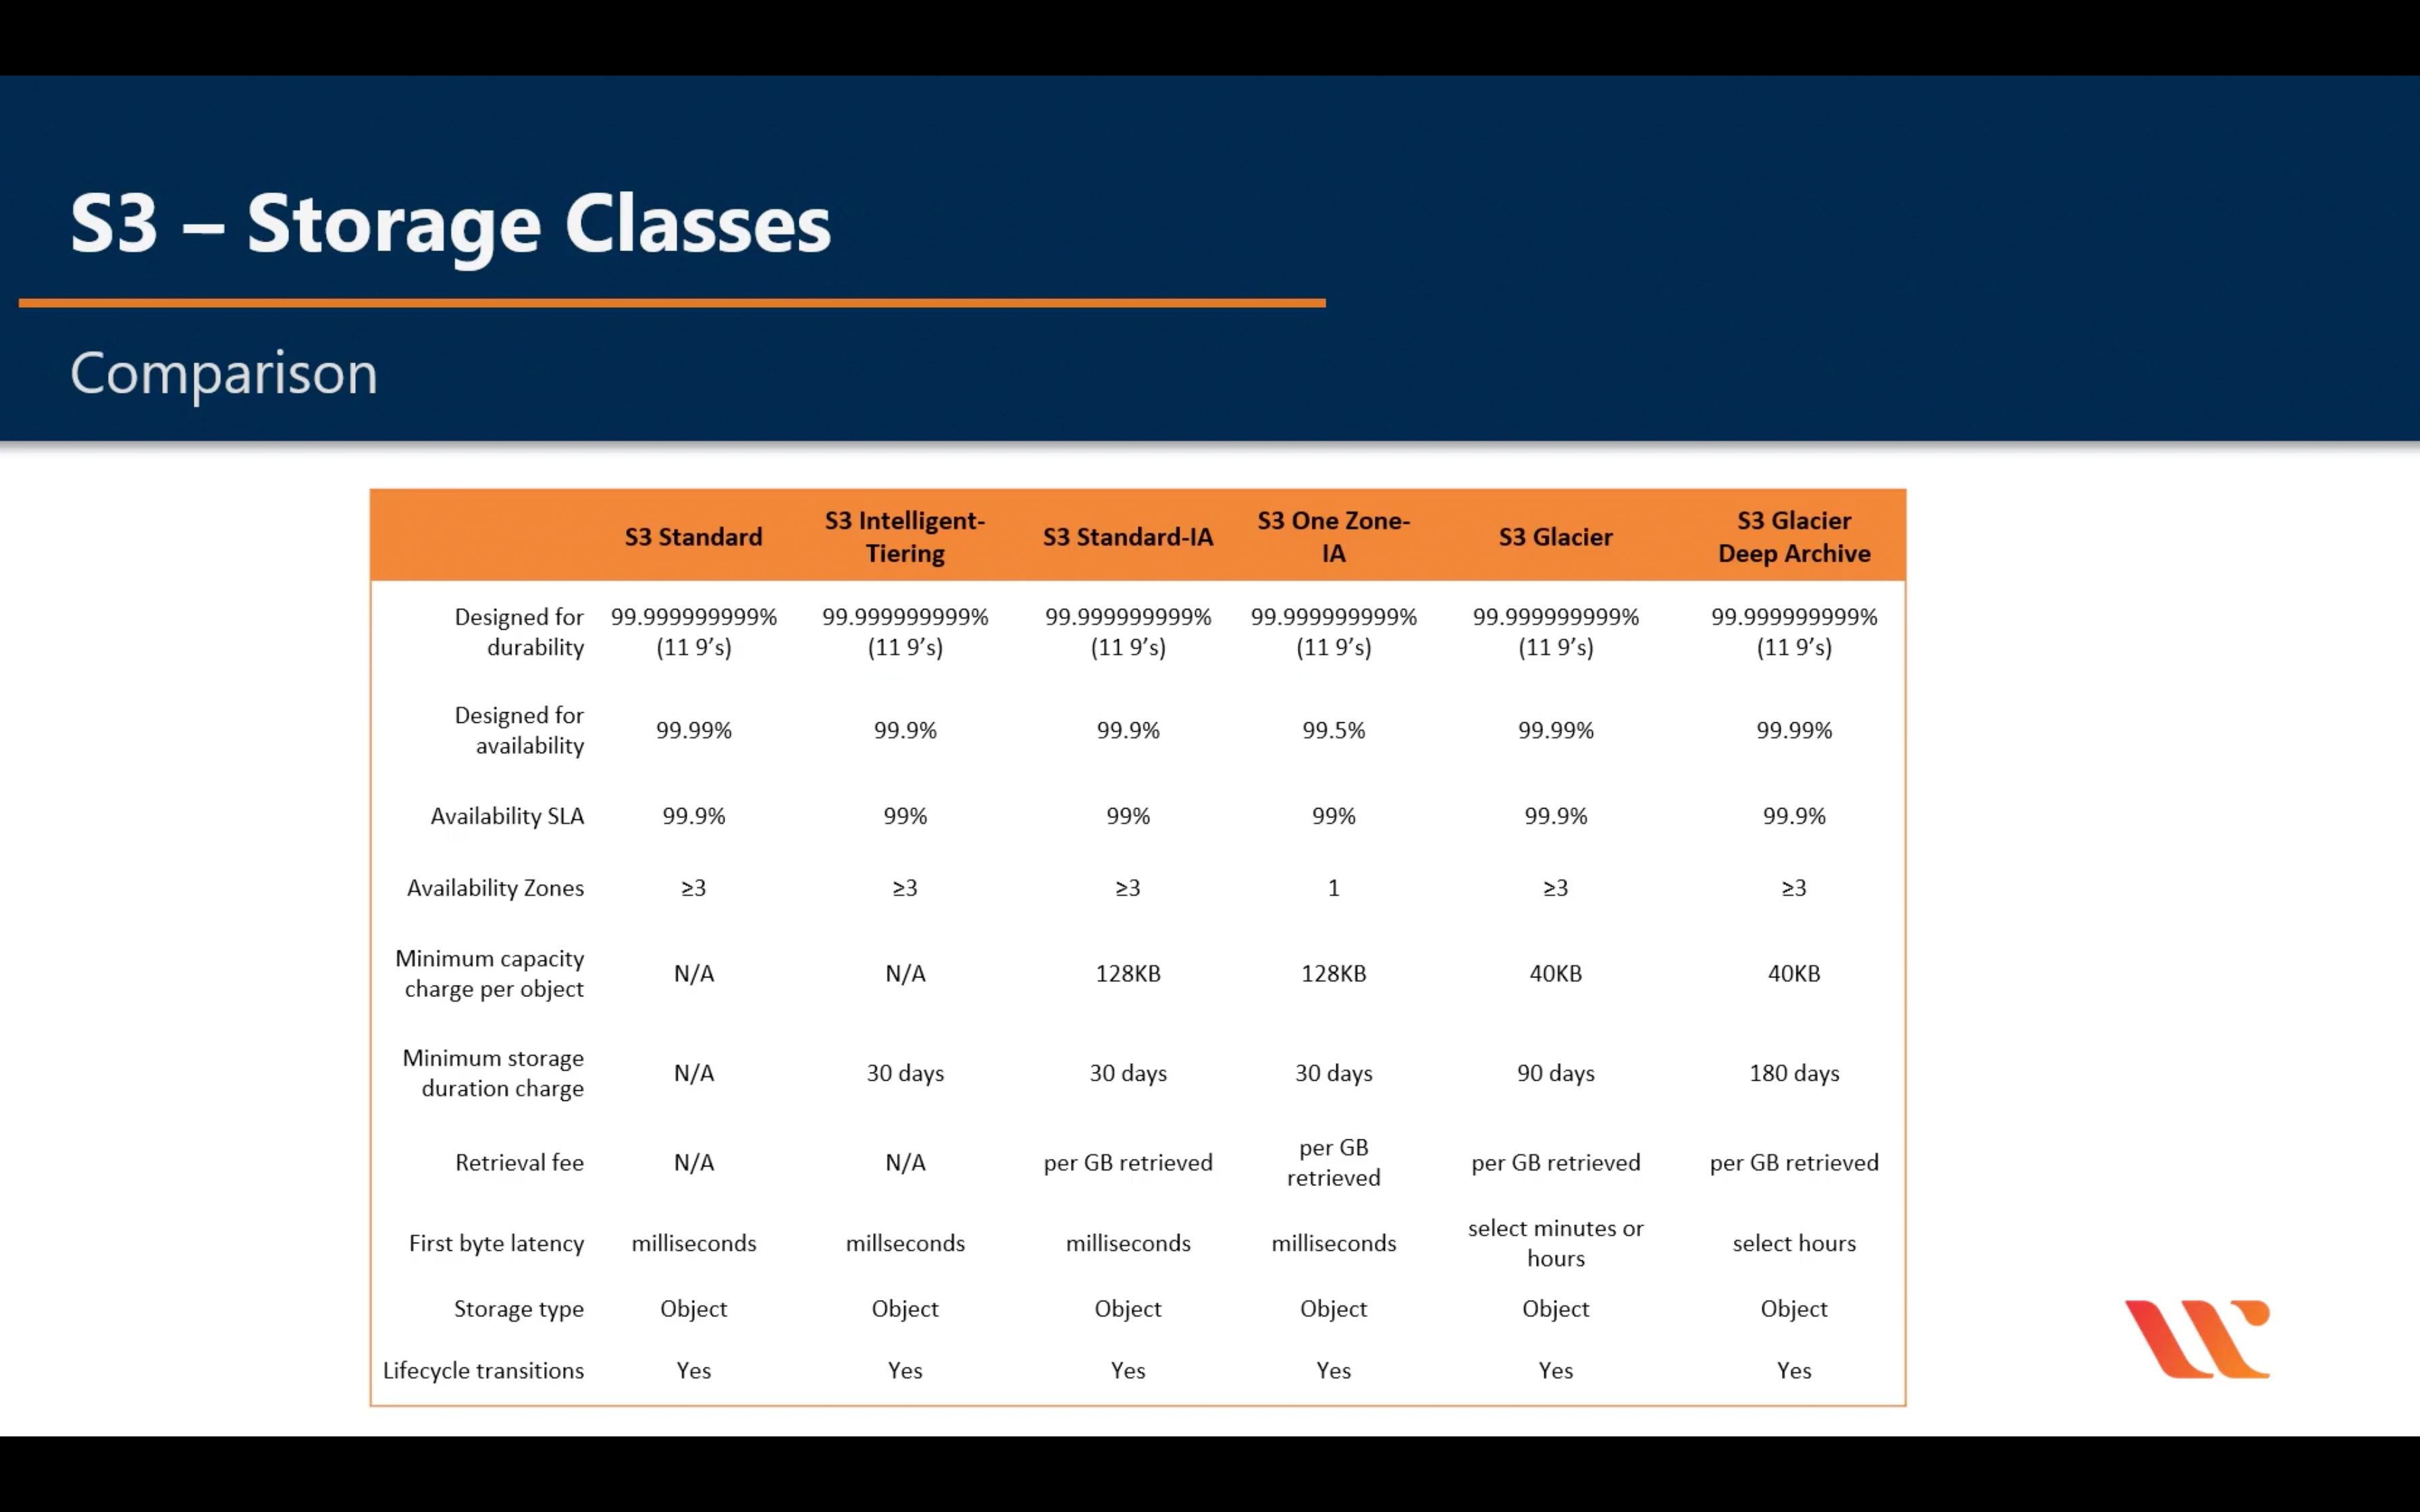 S3 – Storage Classes
Comparison
S3 Standard S3 Intelligent-Tiering S3 Standard-IA S3 One Zone-IA S3 Glacier S3 Glacier Deep Archive
Designed for durability 99.999999999% (11 9’s) 99.999999999% (11 9’s) 99.999999999% (11 9’s) 99.999999999% (11 9’s) 99.999999999% (11 9’s) 99.999999999% (11 9’s)
Designed for availability 99.99% 99.9% 99.9% 99.5% 99.99% 99.99%
Availability SLA 99.9% 99% 99% 99% 99.9% 99.9%
Availability Zones ≥3 ≥3 ≥3 1 ≥3 ≥3
Minimum capacity charge per object N/A N/A 128KB 128KB 40KB 40KB
Minimum storage duration charge N/A 30 days 30 days 30 days 90 days 180 days
Retrieval fee N/A N/A per GB retrieved per GB retrieved per GB retrieved per GB retrieved
First byte latency milliseconds millseconds milliseconds milliseconds select minutes or hours select hours
Storage type Object Object Object Object Object Object
Lifecycle transitions Yes Yes Yes Yes Yes Yes